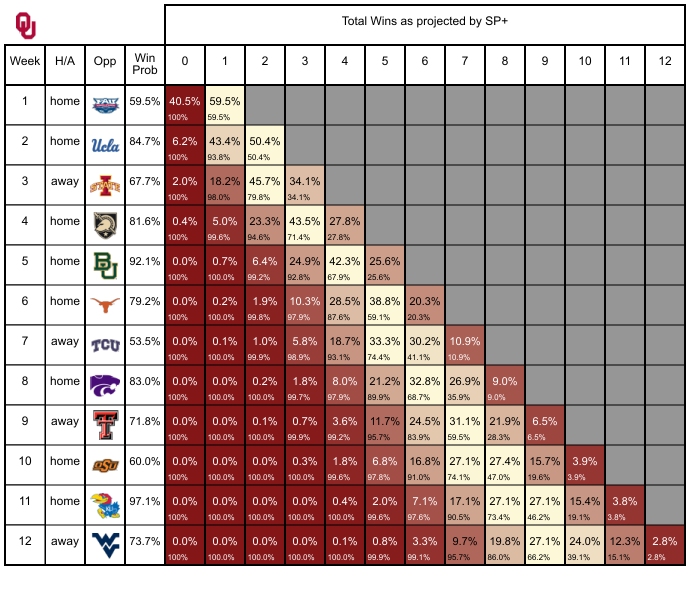 OU
Total Wins as projected by SP+
Week H/A Opp Win Prob 0 1 2 3 4 5 6 7 8 9 10 11 12
1 home FAU 59.5% 40.5% 59.5%
100% 59.5%
2 home Ucla 84.7% 6.2% 43.4% 50.4%
100% 93.8% 50.4%
3 away I STATE 67.7% 2.0% 18.2% 45.7% 34.1%
100% 98.0% 79.8% 34.1%
4 home 81.6% 0.4% 5.0% 23.3% 43.5% 27.8%
100% 99.6% 94.6% 71.4% 27.8%
5 home BU 92.1% 0.0% 0.7% 6.4% 24.9% 42.3% 25.6%
100% 100.0% 99.2% 92.8% 67.9% 25.6%
6 home 79.2% 0.0% 0.2% 1.9% 10.3% 28.5% 38.8% 20.3%
100% 100.0% 99.8% 97.9% 87.6% 59.1% 20.3%
7 away TCU 53.5% 0.0% 0.1% 1.0% 5.8% 18.7% 33.3% 30.2% 10.9%
100% 100.0% 99.9% 98.9% 93.1% 74.4% 41.1% 10.9%
8 home 83.0% 0.0% 0.0% 0.2% 1.8% 8.0% 21.2% 32.8% 26.9% 9.0%
100% 100.0% 100.0% 99.7% 97.9% 89.9% 68.7% 35.9% 9.0%
9 away T 71.8% 0.0% 0.0% 0.1% 0.7% 3.6% 11.7% 24.5% 31.1% 21.9% 6.5%
100% 100.0% 100.0% 99.9% 99.2% 95.7% 83.9% 59.5% 28.3% 6.5%
10 home OSU 60.0% 0.0% 0.0% 0.0% 0.3% 1.8% 6.8% 16.8% 27.1% 27.4% 15.7% 3.9%
100% 100.0% 100.0% 100.0% 99.6% 97.8% 91.0% 74.1% 47.0% 19.6% 3.9%
11 home KU 97.1% 0.0% 0.0% 0.0% 0.0% 0.4% 2.0% 7.1% 17.1% 27.1% 27.1% 15.4% 3.8%
100% 100.0% 100.0% 100.0% 100.0% 99.6% 97.6% 90.5% 73.4% 46.2% 19.1% 3.8%
12 away WV 73.7% 0.0% 0.0% 0.0% 0.0% 0.1% 0.8% 3.3% 9.7% 19.8% 27.1% 24.0% 12.3% 2.8%
100% 100.0% 100.0% 100.0% 100.0% 99.9% 99.1% 95.7% 86.0% 66.2% 39.1% 15.1% 2.8%